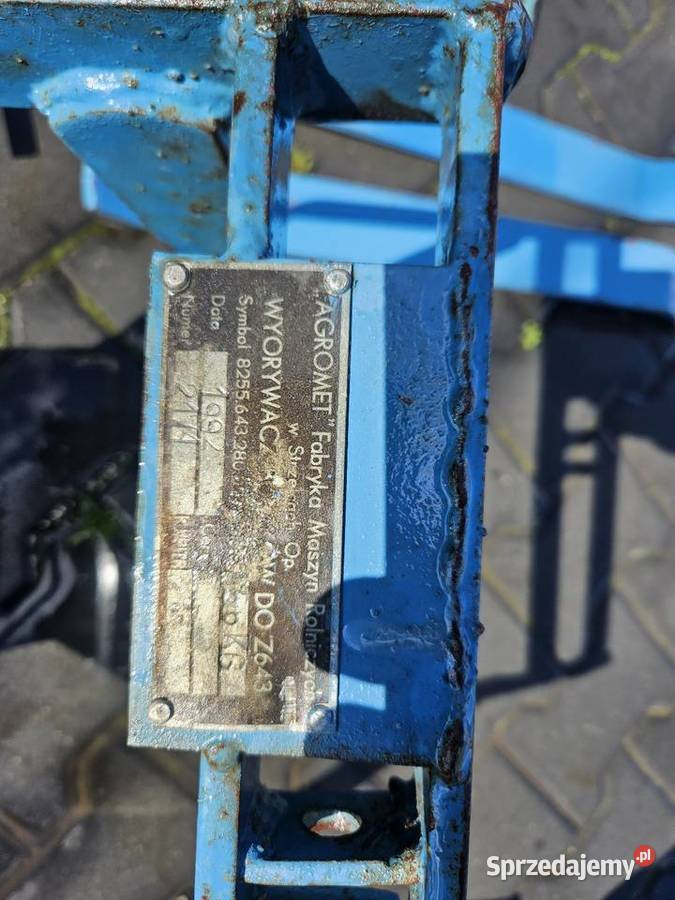 „AGROMET" Fabryka Maszyn Rolniczych
w Strzelcach Op.
WYORYWACZ DO Z643
Symbol 8255.643.280
Data 1992
Numer 2174
KG
Sprzedajemy.pl